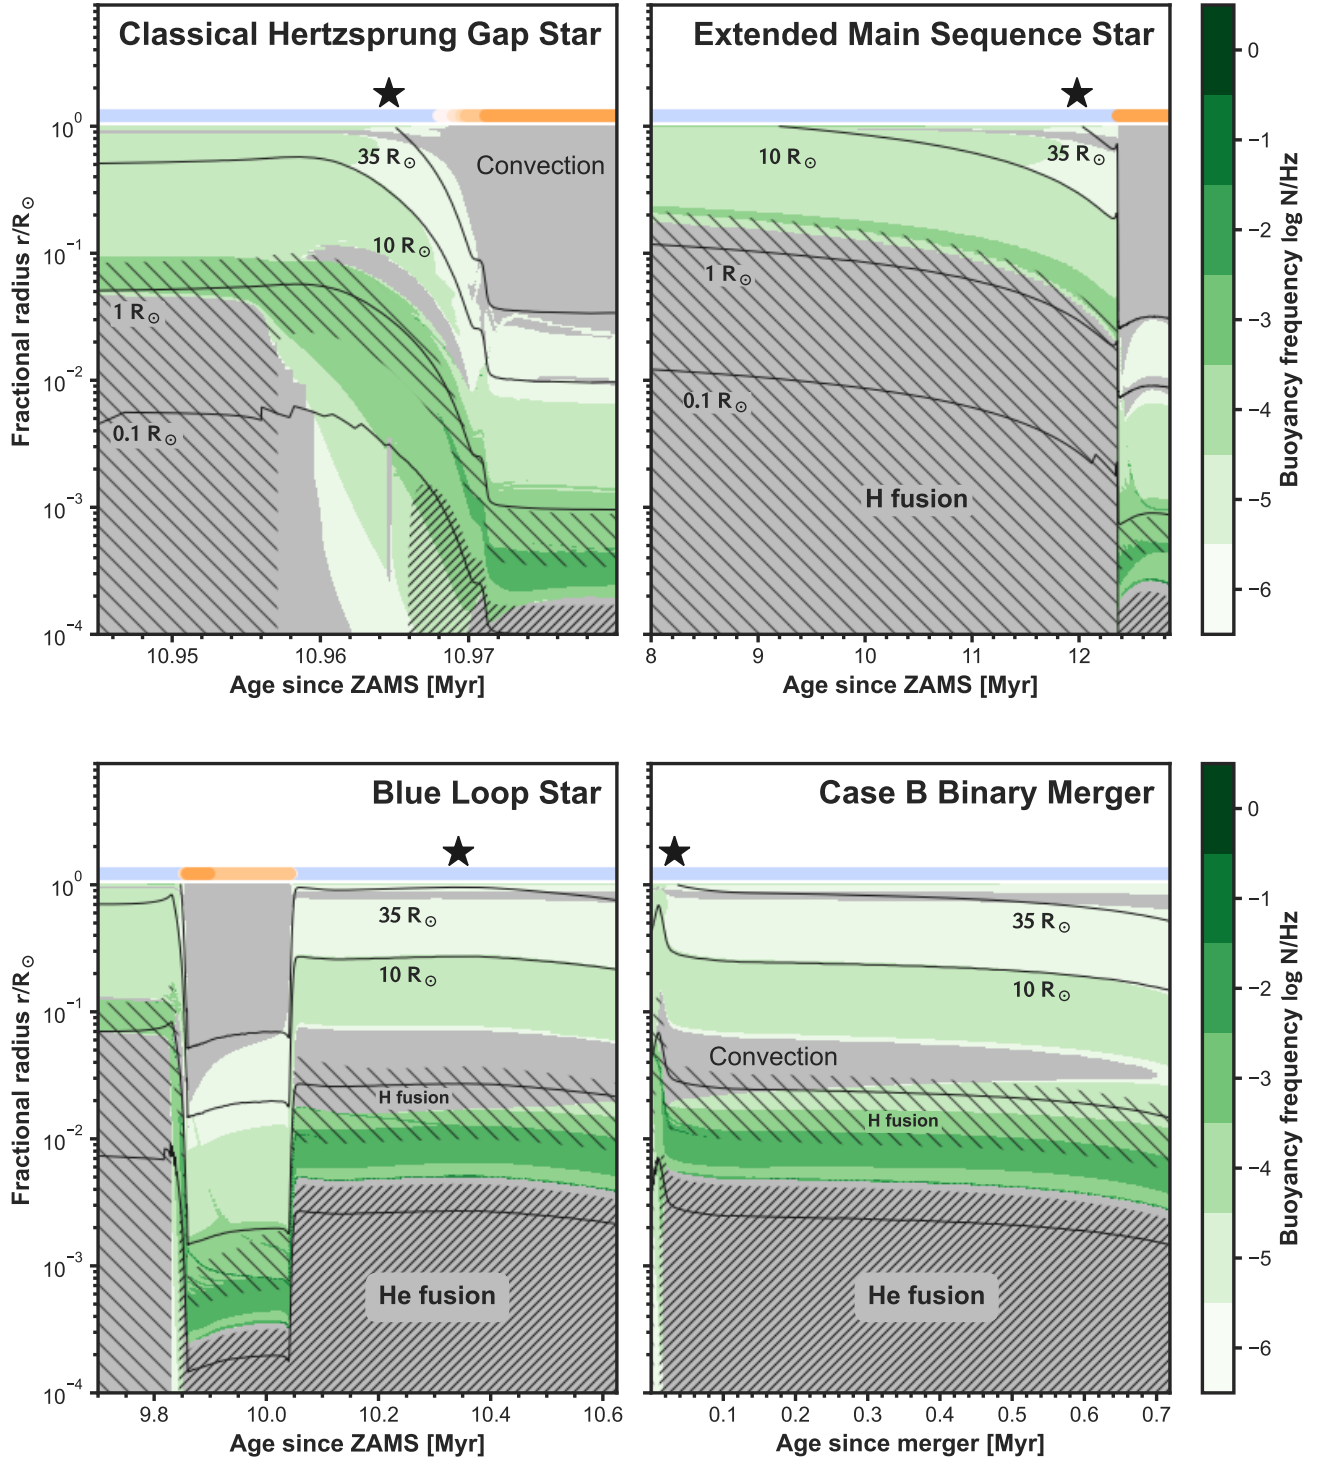 Classical Hertzsprung Gap Star
Extended Main Sequence Star
35 R⊙
Convection
10 R⊙
1 R⊙
0.1 R⊙
10 R⊙
35 R⊙
1 R⊙
0.1 R⊙
H fusion
10⁰
10⁻¹
10⁻²
10⁻³
10⁻⁴
Fractional radius r/R⊙
10.95 10.96 10.97
Age since ZAMS [Myr]
8 9 10 11 12
Age since ZAMS [Myr]
0
−1
−2
−3
−4
−5
−6
Buoyancy frequency log N/Hz
Blue Loop Star
Case B Binary Merger
35 R⊙
10 R⊙
H fusion
He fusion
35 R⊙
10 R⊙
Convection
H fusion
He fusion
10⁰
10⁻¹
10⁻²
10⁻³
10⁻⁴
Fractional radius r/R⊙
9.8 10.0 10.2 10.4 10.6
Age since ZAMS [Myr]
0.1 0.2 0.3 0.4 0.5 0.6 0.7
Age since merger [Myr]
0
−1
−2
−3
−4
−5
−6
Buoyancy frequency log N/Hz